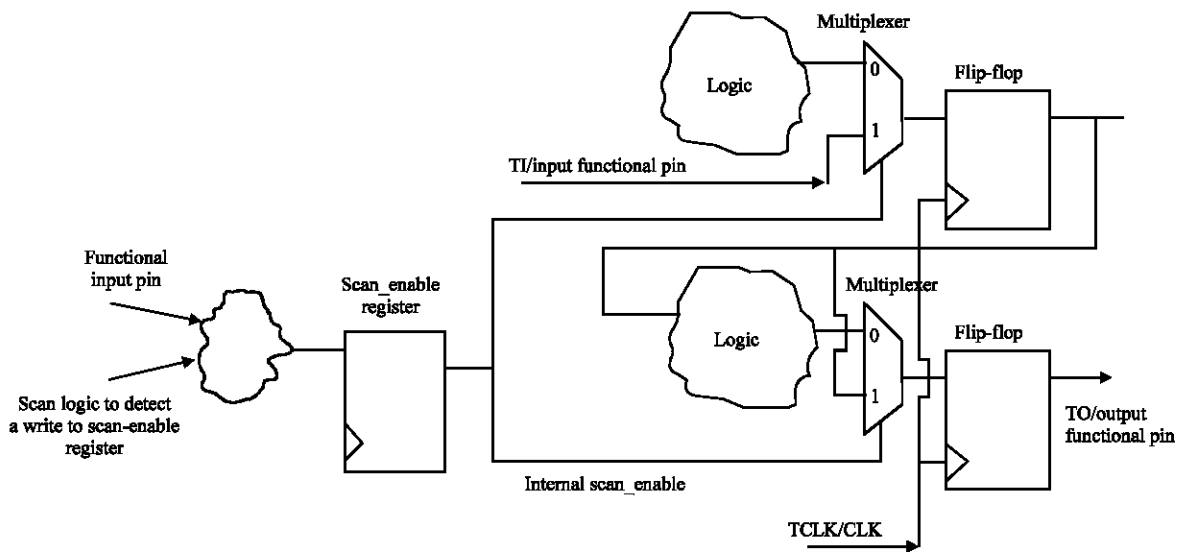 Multiplexer
Flip-flop
0
Logic
1
TI/input functional pin
Functional
input pin
Scan_enable
register
Multiplexer
0
Flip-flop
Logic
1
Scan logic to detect
a write to scan-enable
register
TO/output
functional pin
Internal scan_enable
TCLK/CLK